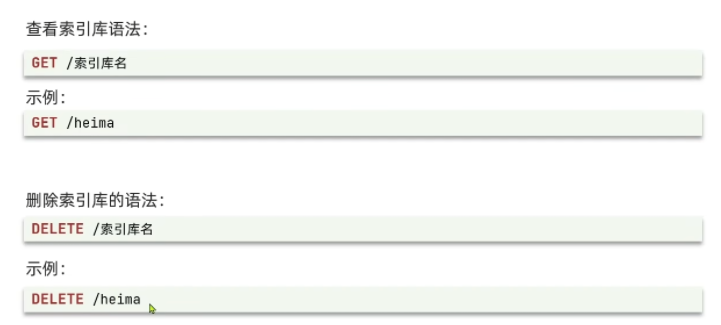 查看索引库语法：
GET /索引库名
示例：
GET /heima
删除索引库的语法：
DELETE /索引库名
示例：
DELETE /heima